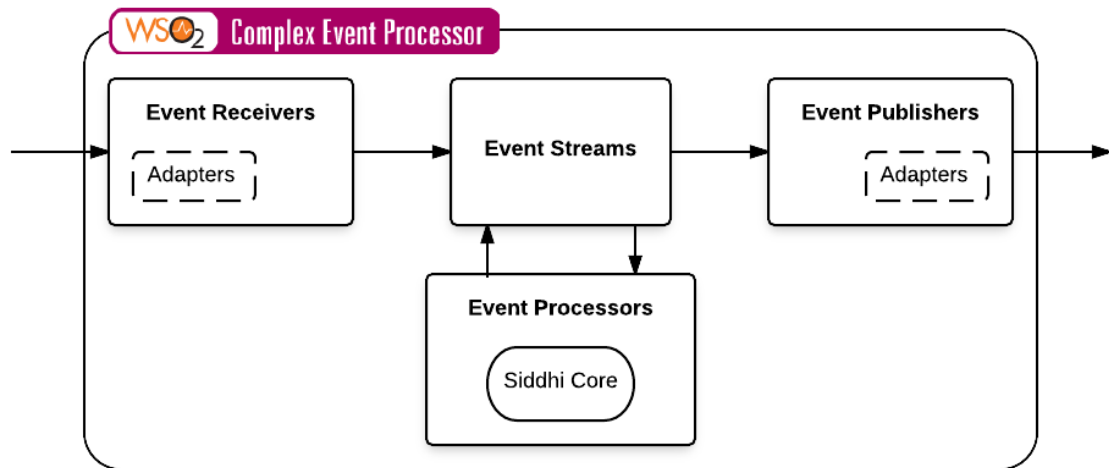 WSO2 Complex Event Processor
Event Receivers
Adapters
Event Streams
Event Publishers
Adapters
Event Processors
Siddhi Core